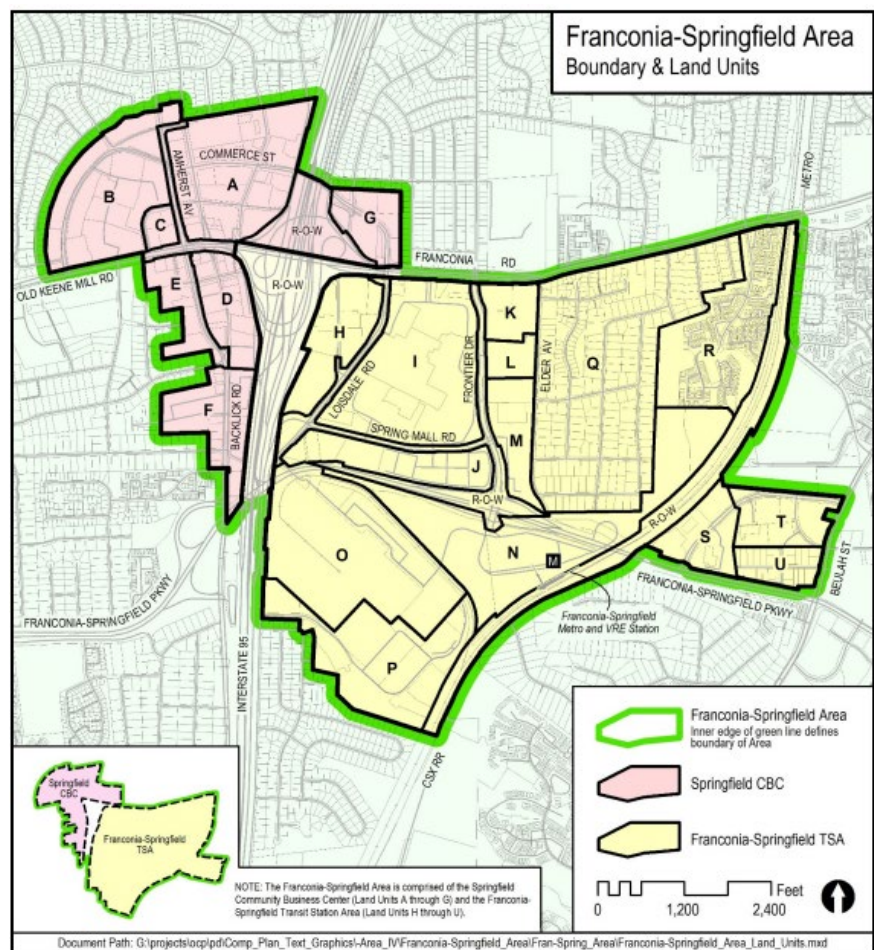 Franconia-Springfield Area
Boundary & Land Units
METRO
COMMERCE ST
AMHERST AV
A
B
C
G
R-O-W
FRANCONIA RD
OLD KEENE MILL RD
E
D
R-O-W
K
H
I
L
ELDER AV
Q
R
FRONTIER DR
LOISDALE RD
F
BACKLICK RD
SPRING MALL RD
M
J
R-O-W
R-O-W
S
T
U
N
M
O
BEULAH ST
FRANCONIA-SPRINGFIELD PKWY
FRANCONIA-SPRINGFIELD PKWY
Franconia-Springfield
Metro and VRE Station
INTERSTATE 95
P
CSX RR
Franconia-Springfield Area
Inner edge of green line defines
boundary of Area
Springfield CBC
Franconia-Springfield TSA
Feet
0 1,200 2,400
Springfield
CBC
Franconia-Springfield
TSA
NOTE: The Franconia-Springfield Area is comprised of the Springfield
Community Business Center (Land Units A through G) and the Franconia-
Springfield Transit Station Area (Land Units H through U).
Document Path: G:\projects\ocp\pd\Comp_Plan_Text_Graphics\-Area_IV\Franconia-Springfield_Area\Fran-Spring_Area\Franconia-Springfield_Area_Land_Units.mxd